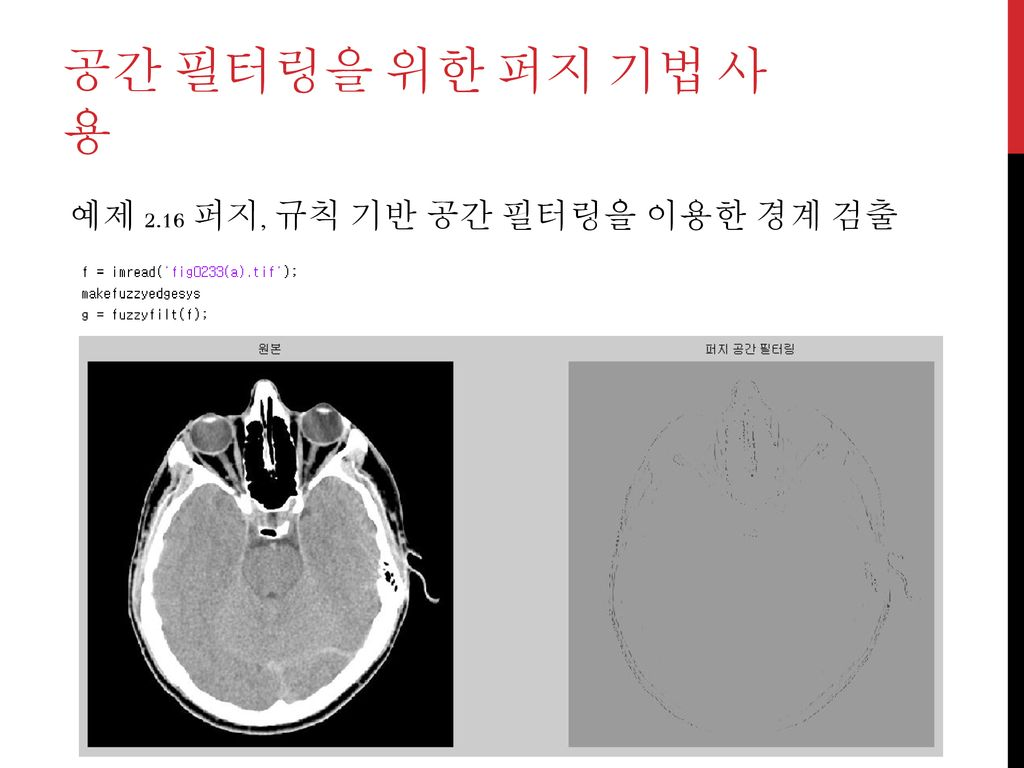 공간 필터링을 위한 퍼지 기법 사
용
예제 2.16 퍼지, 규칙 기반 공간 필터링을 이용한 경계 검출
f = imread('fig0233(a).tif');
makefuzzyedgesys
g = fuzzyfilt(f);
원본
퍼지 공간 필터링